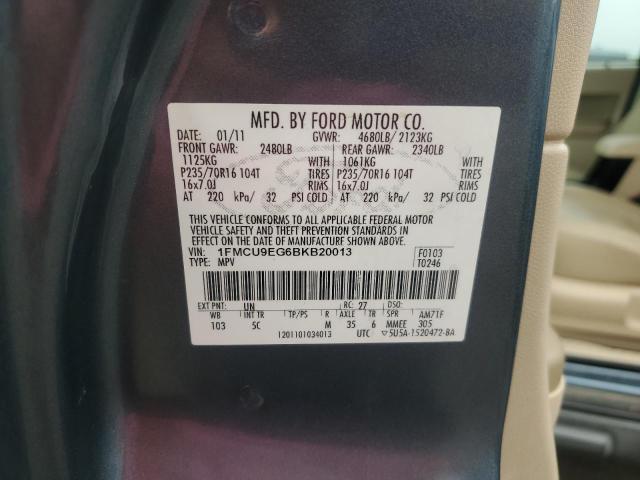 MFD. BY FORD MOTOR CO.
DATE: 01/11 GVWR: 4680LB/ 2123KG
FRONT GAWR: 2480LB REAR GAWR: 2340LB
1125KG WITH 1061KG WITH
P235/70R16 104T TIRES P235/70R16 104T TIRES
16x7.0J RIMS 16x7.0J RIMS
AT 220 kPa/ 32 PSI COLD AT 220 kPa/ 32 PSI COLD
THIS VEHICLE CONFORMS TO ALL APPLICABLE FEDERAL MOTOR
VEHICLE SAFETY AND THEFT PREVENTION STANDARDS IN
EFFECT ON THE DATE OF MANUFACTURE SHOWN ABOVE.
VIN: 1FMCU9EG6BKB20013 F0103
TYPE: MPV T0246
EXT PNT: UN RC: 27 DSO:
WB INT TR TP/PS R AXLE TR SPR AM71F
103 5C M 35 6 MMEE 305
1201101034013 UTC ▽5U5A-1520472-BA
Ford